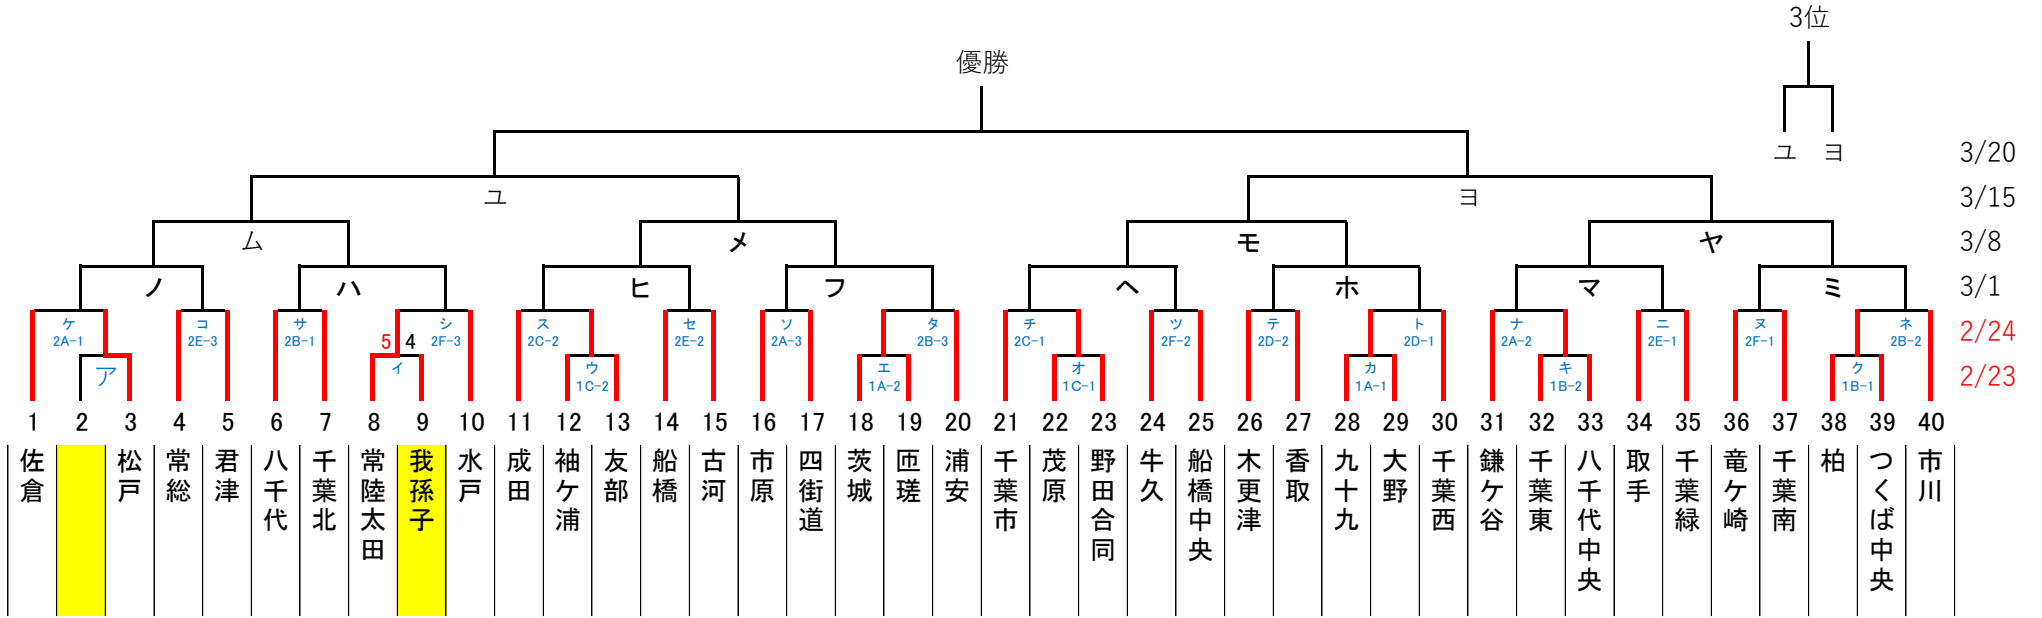 3位
優勝
ユ ヨ 3/20
ユ ヨ 3/15
ム メ モ ヤ 3/8
ノ ハ ヒ フ ヘ ホ マ ミ 3/1
ケ コ サ シ ス セ ソ タ チ ツ テ ト ナ ニ ヌ ネ 2/24
2A-1 2E-3 2B-1 5 4 2F-3 2C-2 2E-2 2A-3 2B-3 2C-1 2F-2 2D-2 2D-1 2A-2 2E-1 2F-1 2B-2
ア イ ウ エ オ カ キ ク 2/23
1C-2 1A-2 1C-1 1A-1 1B-2 1B-1
1 2 3 4 5 6 7 8 9 10 11 12 13 14 15 16 17 18 19 20 21 22 23 24 25 26 27 28 29 30 31 32 33 34 35 36 37 38 39 40
佐倉
松戸
常総
君津
八千代
千葉北
常陸太田
我孫子
水戸
成田
袖ケ浦
友部
船橋
古河
市原
四街道
茨城
匝瑳
浦安
千葉市
茂原
野田合同
牛久
船橋中央
木更津
香取
九十九
大野
千葉西
鎌ケ谷
千葉東
八千代中央
取手
千葉緑
竜ケ崎
千葉南
柏
つくば中央
市川